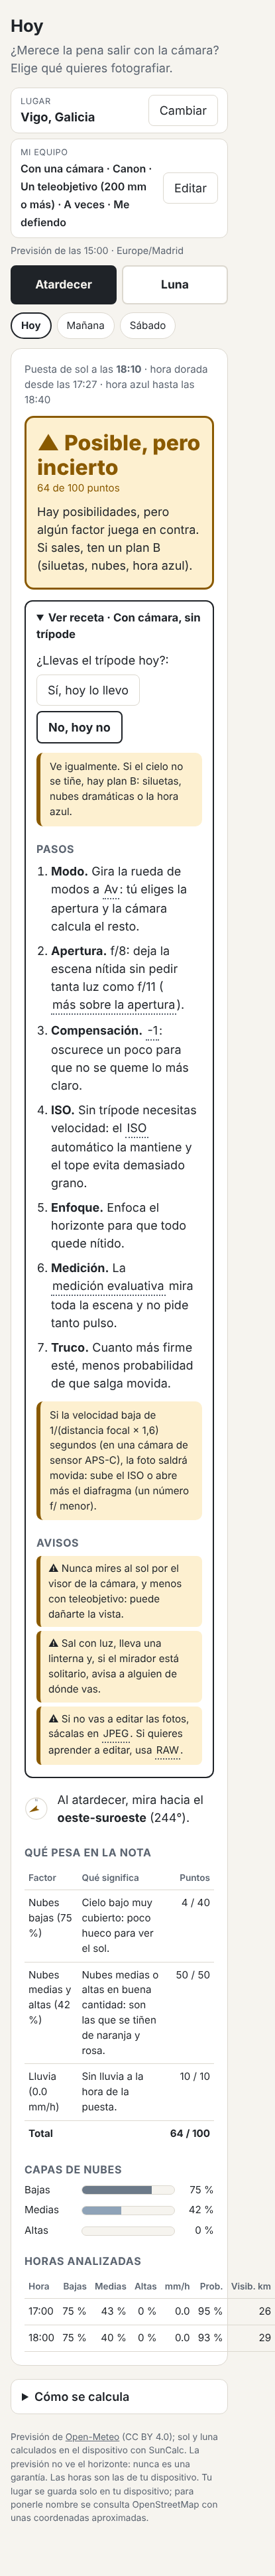 Hoy
¿Merece la pena salir con la cámara?
Elige qué quieres fotografiar.
LUGAR
Vigo, Galicia
Cambiar
MI EQUIPO
Con una cámara · Canon ·
Un teleobjetivo (200 mm
o más) · A veces · Me
defiendo
Editar
Previsión de las 15:00 · Europe/Madrid
Atardecer
Luna
Hoy
Mañana
Sábado
Puesta de sol a las 18:10 · hora dorada
desde las 17:27 · hora azul hasta las
18:40
▲ Posible, pero
incierto
64 de 100 puntos
Hay posibilidades, pero
algún factor juega en contra.
Si sales, ten un plan B
(siluetas, nubes, hora azul).
▼ Ver receta · Con cámara, sin
trípode
¿Llevas el trípode hoy?:
Sí, hoy lo llevo
No, hoy no
Ve igualmente. Si el cielo no
se tiñe, hay plan B: siluetas,
nubes dramáticas o la hora
azul.
PASOS
1. Modo. Gira la rueda de
modos a Av: tú eliges la
apertura y la cámara
calcula el resto.
2. Apertura. f/8: deja la
escena nítida sin pedir
tanta luz como f/11 (
más sobre la apertura).
3. Compensación. -1:
oscurece un poco para
que no se queme lo más
claro.
4. ISO. Sin trípode necesitas
velocidad: el ISO
automático la mantiene y
el tope evita demasiado
grano.
5. Enfoque. Enfoca el
horizonte para que todo
quede nítido.
6. Medición. La
medición evaluativa mira
toda la escena y no pide
tanto pulso.
7. Truco. Cuanto más firme
esté, menos probabilidad
de que salga movida.
Si la velocidad baja de
1/(distancia focal × 1,6)
segundos (en una cámara de
sensor APS-C), la foto saldrá
movida: sube el ISO o abre
más el diafragma (un número
f/ menor).
AVISOS
⚠ Nunca mires al sol por el
visor de la cámara, y menos
con teleobjetivo: puede
dañarte la vista.
⚠ Sal con luz, lleva una
linterna y, si el mirador está
solitario, avisa a alguien de
dónde vas.
⚠ Si no vas a editar las fotos,
sácalas en JPEG. Si quieres
aprender a editar, usa RAW.
Al atardecer, mira hacia el
oeste-suroeste (244°).
QUÉ PESA EN LA NOTA
Factor Qué significa Puntos
Nubes
bajas (75
%)
Cielo bajo muy
cubierto: poco
hueco para ver
el sol.
4 / 40
Nubes
medias y
altas (42
%)
Nubes medias o
altas en buena
cantidad: son
las que se tiñen
de naranja y
rosa.
50 / 50
Lluvia
(0.0
mm/h)
Sin lluvia a la
hora de la
puesta.
10 / 10
Total 64 / 100
CAPAS DE NUBES
Bajas 75 %
Medias 42 %
Altas 0 %
HORAS ANALIZADAS
Hora Bajas Medias Altas mm/h Prob. Visib. km
17:00 75 % 43 % 0 % 0.0 95 % 26
18:00 75 % 40 % 0 % 0.0 93 % 29
▶ Cómo se calcula
Previsión de Open-Meteo (CC BY 4.0); sol y luna
calculados en el dispositivo con SunCalc. La
previsión no ve el horizonte: nunca es una
garantía. Las horas son las de tu dispositivo. Tu
lugar se guarda solo en tu dispositivo; para
ponerle nombre se consulta OpenStreetMap con
unas coordenadas aproximadas.